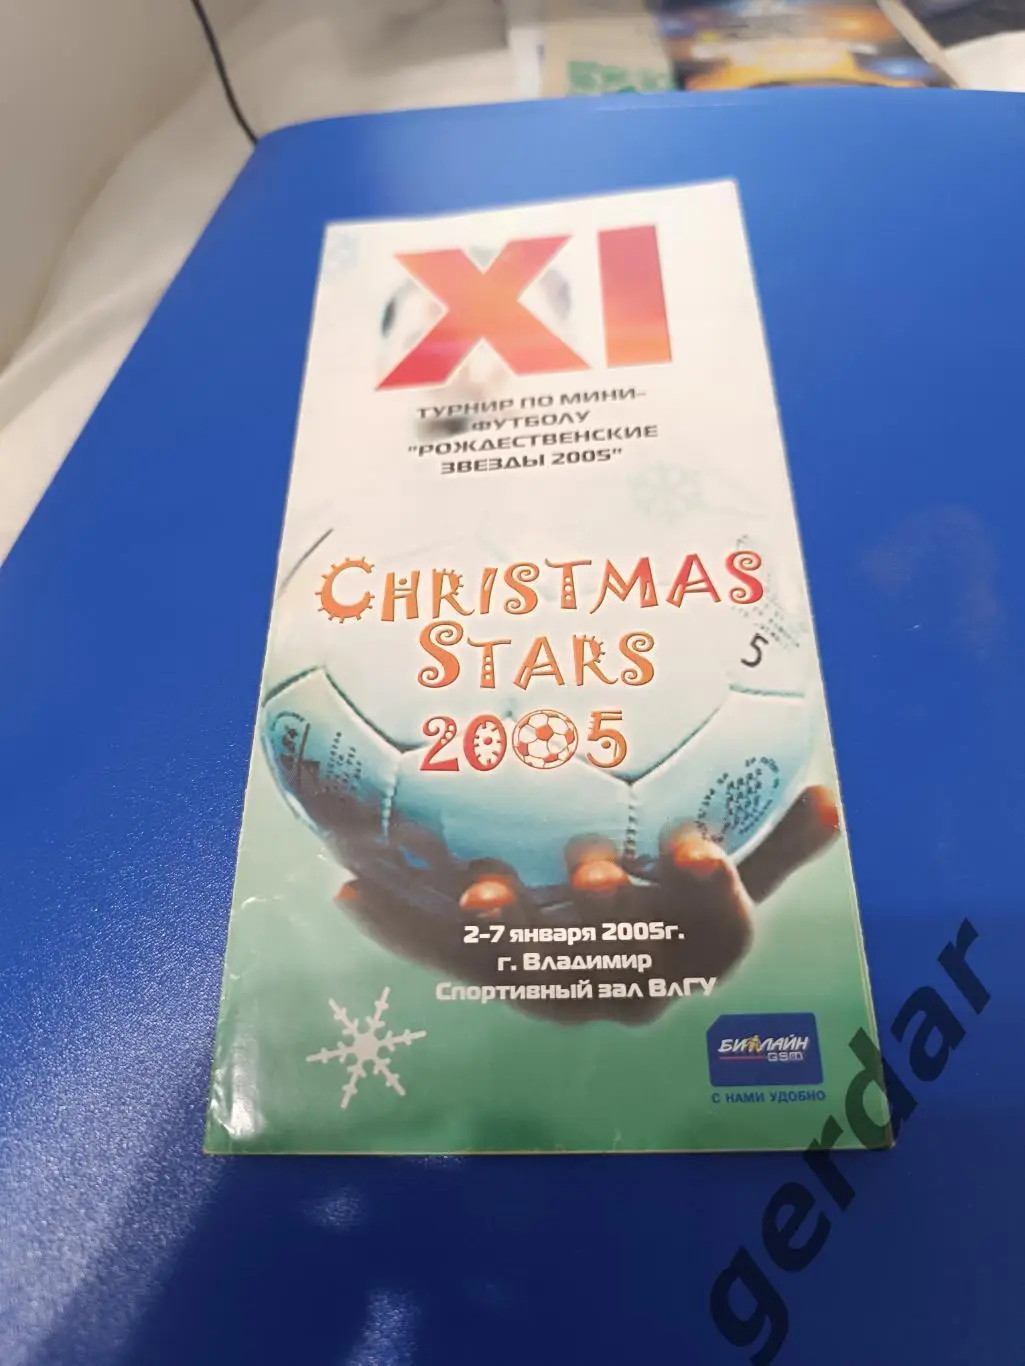 XI
ТУРНИР ПО МИНИ-
ФУТБОЛУ
"РОЖДЕСТВЕНСКИЕ
ЗВЕЗДЫ 2005"
CHRISTMAS
STARS
2005
5
2-7 января 2005г.
г. Владимир
Спортивный зал ВлГУ
БИЛАЙН
GSM
С НАМИ УДОБНО
gerdar